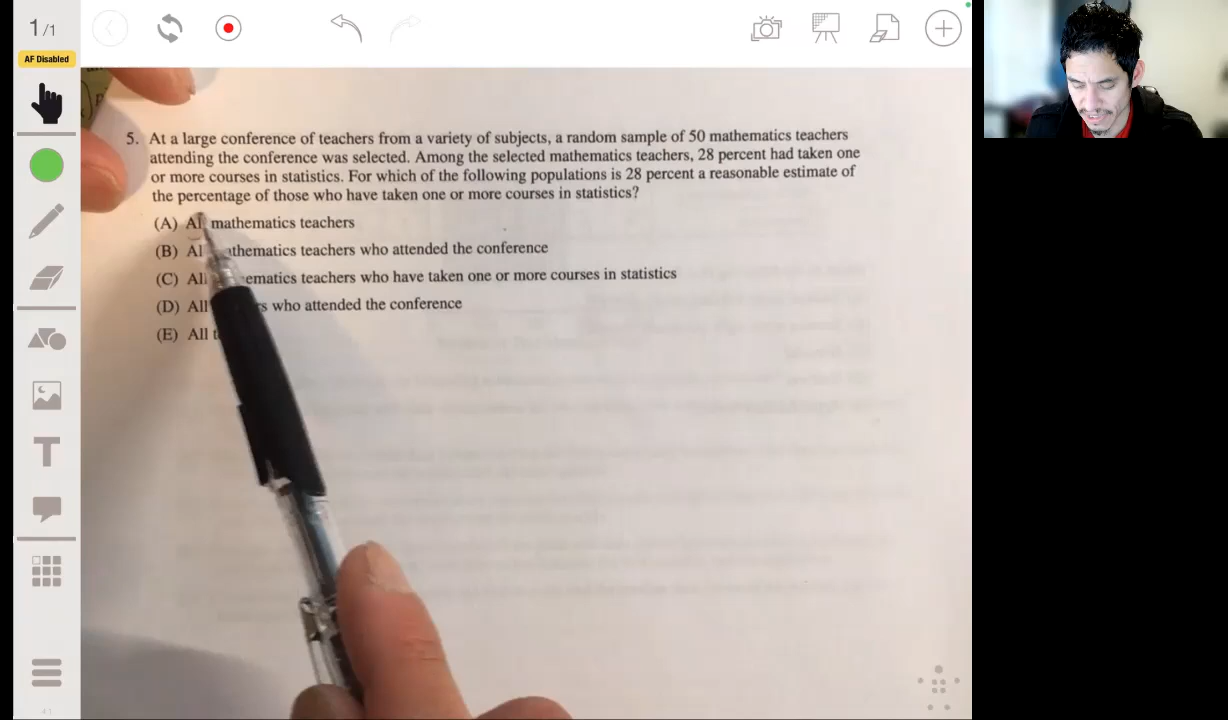 1/1
AF Disabled
5. At a large conference of teachers from a variety of subjects, a random sample of 50 mathematics teachers
attending the conference was selected. Among the selected mathematics teachers, 28 percent had taken one
or more courses in statistics. For which of the following populations is 28 percent a reasonable estimate of
the percentage of those who have taken one or more courses in statistics?
(A) mathematics teachers
(B) teachers who attended the conference
(C) All teachers who have taken one or more courses in statistics
(D) All who attended the conference
(E) All
T